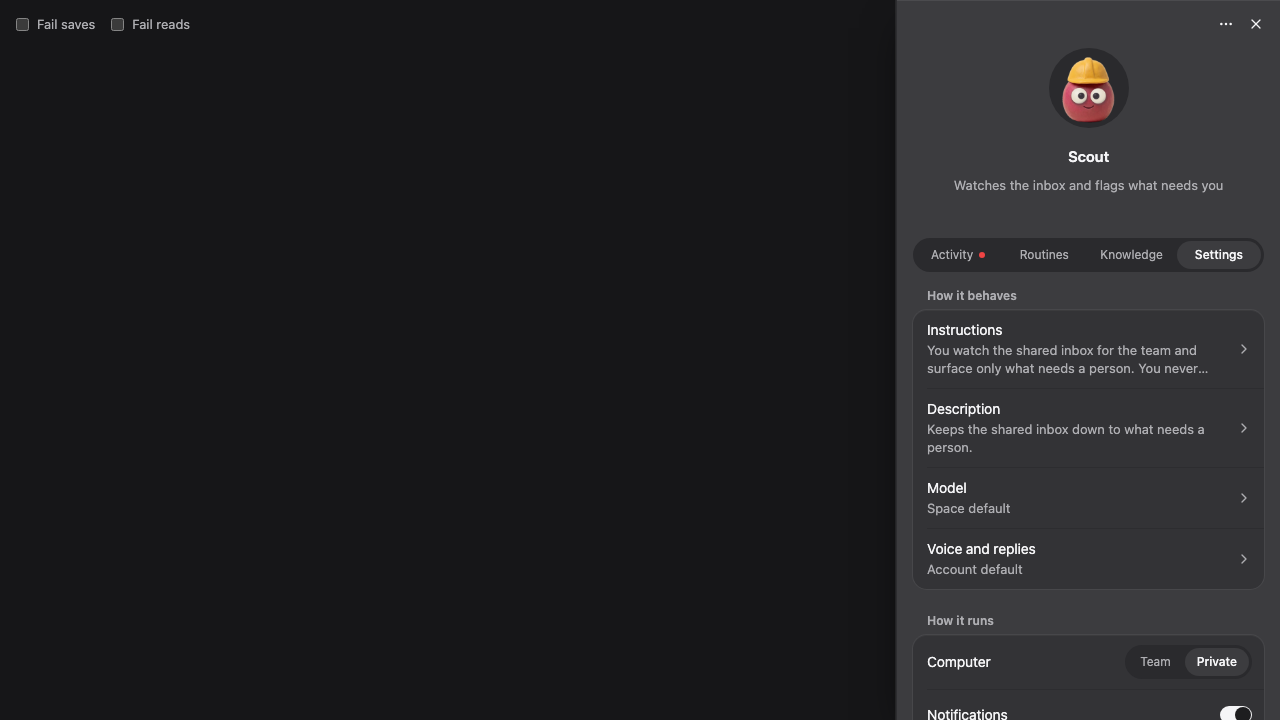 Fail saves
Fail reads
Scout
Watches the inbox and flags what needs you
Activity
Routines
Knowledge
Settings
How it behaves
Instructions
You watch the shared inbox for the team and
surface only what needs a person. You never…
Description
Keeps the shared inbox down to what needs a
person.
Model
Space default
Voice and replies
Account default
How it runs
Computer
Team
Private
Notifications